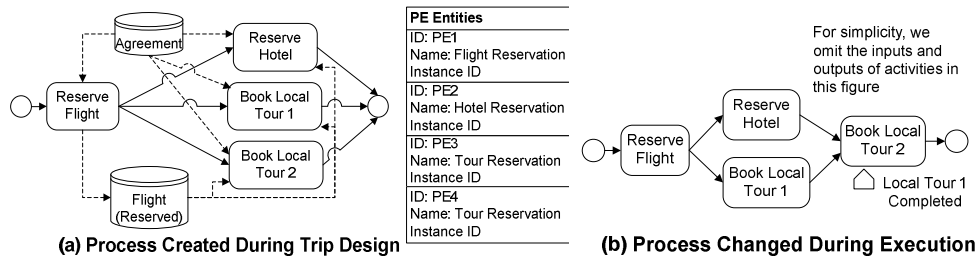 Agreement
Reserve
Hotel
Reserve
Flight
Book Local
Tour 1
Book Local
Tour 2
Flight
(Reserved)
(a) Process Created During Trip Design
PE Entities
ID: PE1
Name: Flight Reservation
Instance ID
ID: PE2
Name: Hotel Reservation
Instance ID
ID: PE3
Name: Tour Reservation
Instance ID
ID: PE4
Name: Tour Reservation
Instance ID
For simplicity, we
omit the inputs and
outputs of activities in
this figure
Reserve
Flight
Reserve
Hotel
Book Local
Tour 1
Book Local
Tour 2
Local Tour 1
Completed
(b) Process Changed During Execution